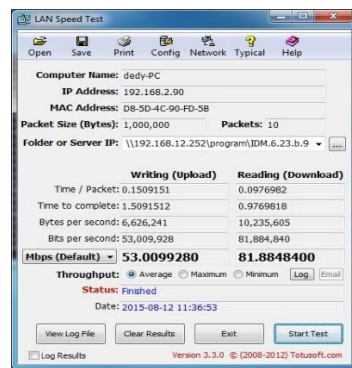 LAN Speed Test
Open Save Print Config Network Typical Help
Computer Name: dedy-PC
IP Address: 192.168.2.90
MAC Address: D8-5D-4C-90-FD-5B
Packet Size (Bytes): 1,000,000 Packets: 10
Folder or Server IP: \\192.168.12.252\program\IDM.6.23.b.9 ...
Writing (Upload) Reading (Download)
Time / Packet: 0.1509151 0.0976982
Time to complete: 1.5091512 0.9769818
Bytes per second: 6,626,241 10,235,605
Bits per second: 53,009,928 81,884,840
Mbps (Default) 53.0099280 81.8848400
Throughput: Average Maximum Minimum Log Email
Status: Finished
Date: 2015-08-12 11:36:53
View Log File Clear Results Exit Start Test
Log Results Version 3.3.0 © (2008-2012) Totusoft.com